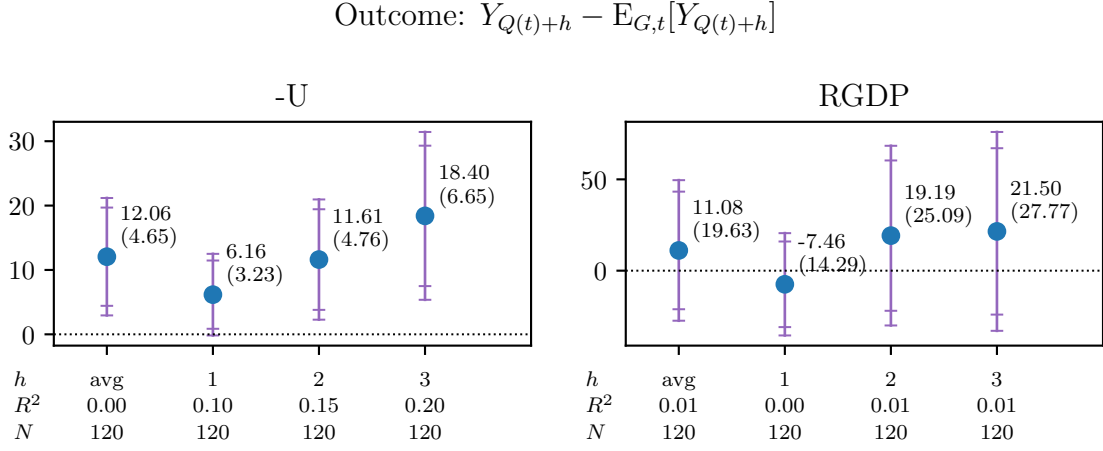 Outcome: Y_{Q(t)+h} − E_{G,t}[Y_{Q(t)+h}]
-U
30
20
10
0
12.06
(4.65)
6.16
(3.23)
11.61
(4.76)
18.40
(6.65)
h avg 1 2 3
R² 0.00 0.10 0.15 0.20
N 120 120 120 120
RGDP
50
0
11.08
(19.63)
-7.46
(14.29)
19.19
(25.09)
21.50
(27.77)
h avg 1 2 3
R² 0.01 0.00 0.01 0.01
N 120 120 120 120